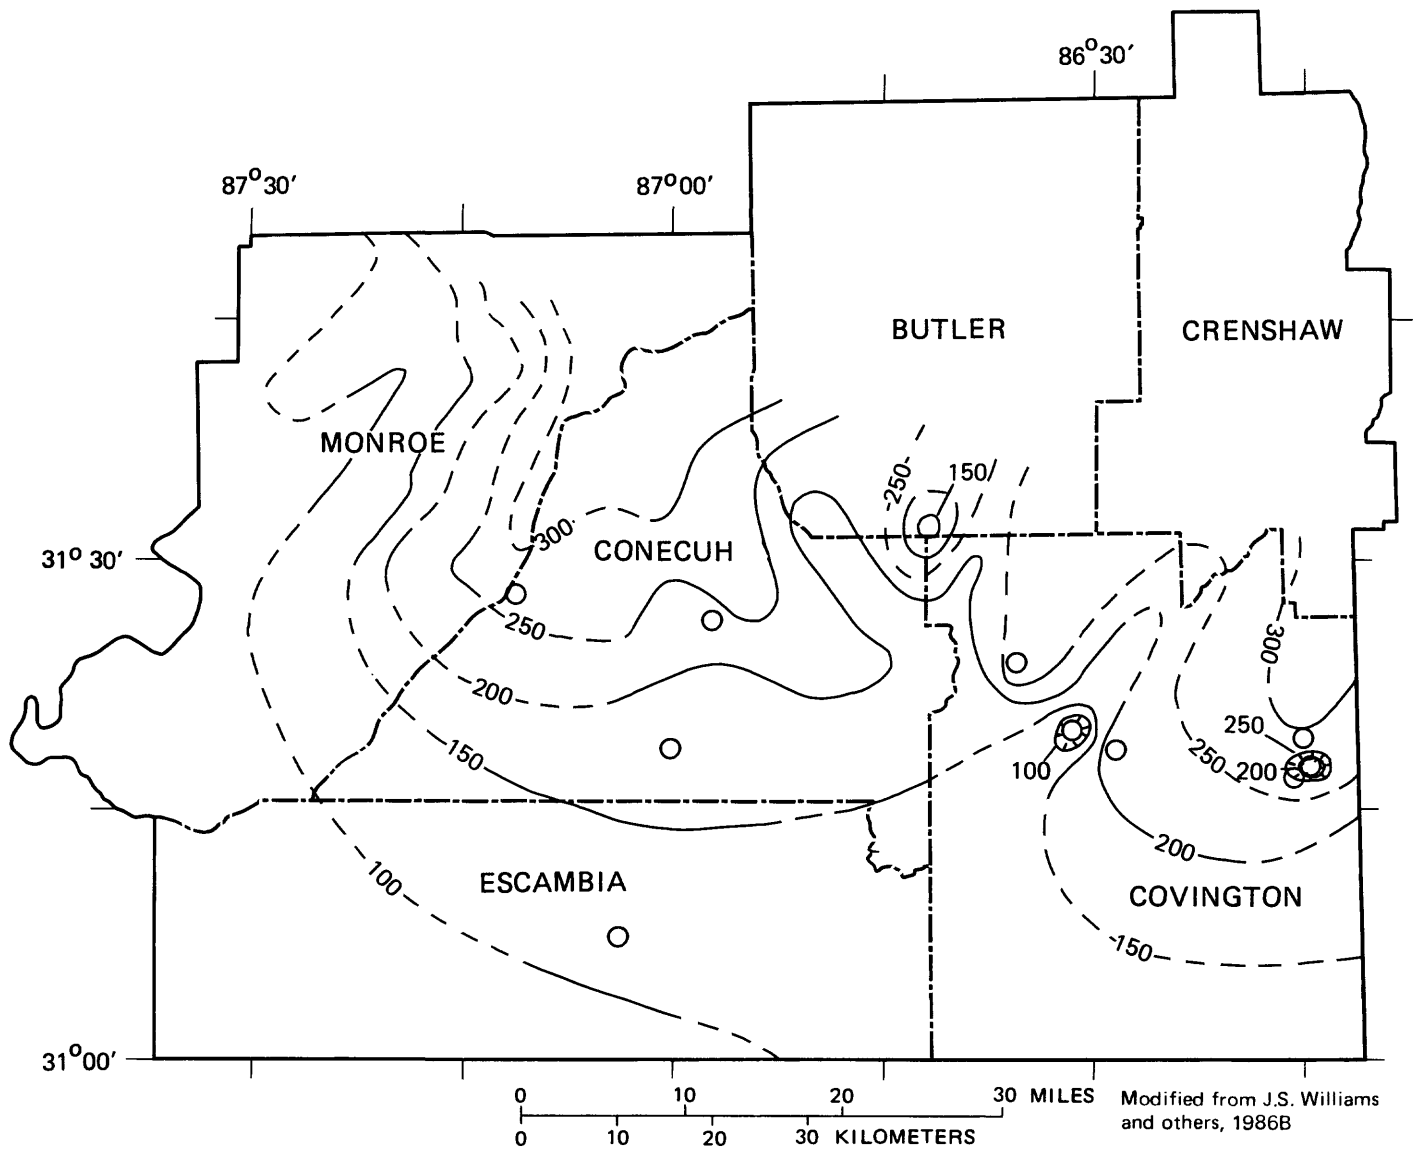 86°30'
87°30'
87°00'
BUTLER
CRENSHAW
MONROE
250
150
300
CONECUH
31° 30'
250
300
200
150
250
250
100
200
200
100
ESCAMBIA
COVINGTON
150
31°00'
0 10 20 30 MILES
0 10 20 30 KILOMETERS
Modified from J.S. Williams
and others, 1986B